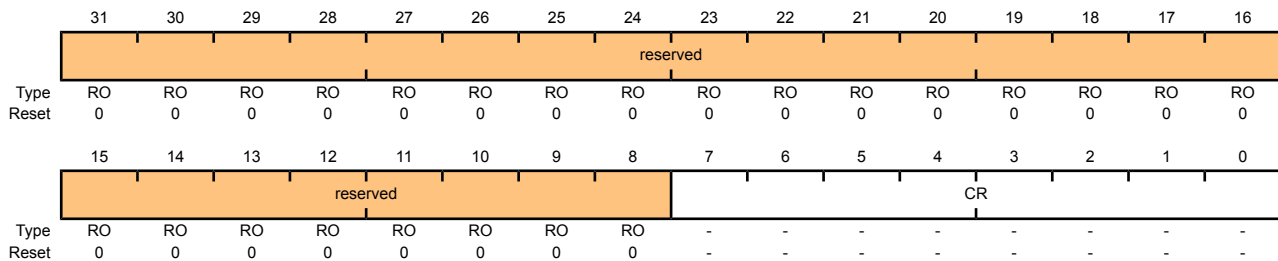 31 30 29 28 27 26 25 24 23 22 21 20 19 18 17 16
reserved
Type RO RO RO RO RO RO RO RO RO RO RO RO RO RO RO RO
Reset 0 0 0 0 0 0 0 0 0 0 0 0 0 0 0 0
15 14 13 12 11 10 9 8 7 6 5 4 3 2 1 0
reserved CR
Type RO RO RO RO RO RO RO RO - - - - - - - -
Reset 0 0 0 0 0 0 0 0 - - - - - - - -